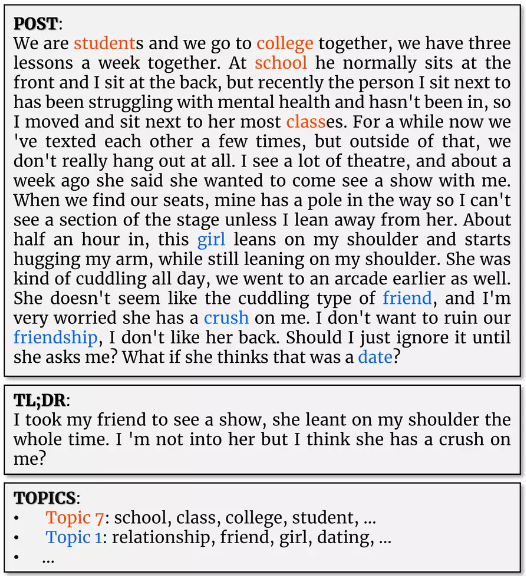 POST:
We are students and we go to college together, we have three
lessons a week together. At school he normally sits at the
front and I sit at the back, but recently the person I sit next to
has been struggling with mental health and hasn't been in, so
I moved and sit next to her most classes. For a while now we
've texted each other a few times, but outside of that, we
don't really hang out at all. I see a lot of theatre, and about a
week ago she said she wanted to come see a show with me.
When we find our seats, mine has a pole in the way so I can't
see a section of the stage unless I lean away from her. About
half an hour in, this girl leans on my shoulder and starts
hugging my arm, while still leaning on my shoulder. She was
kind of cuddling all day, we went to an arcade earlier as well.
She doesn't seem like the cuddling type of friend, and I'm
very worried she has a crush on me. I don't want to ruin our
friendship, I don't like her back. Should I just ignore it until
she asks me? What if she thinks that was a date?
TL;DR:
I took my friend to see a show, she leant on my shoulder the
whole time. I 'm not into her but I think she has a crush on
me?
TOPICS:
• Topic 7: school, class, college, student, ...
• Topic 1: relationship, friend, girl, dating, ...
• ...